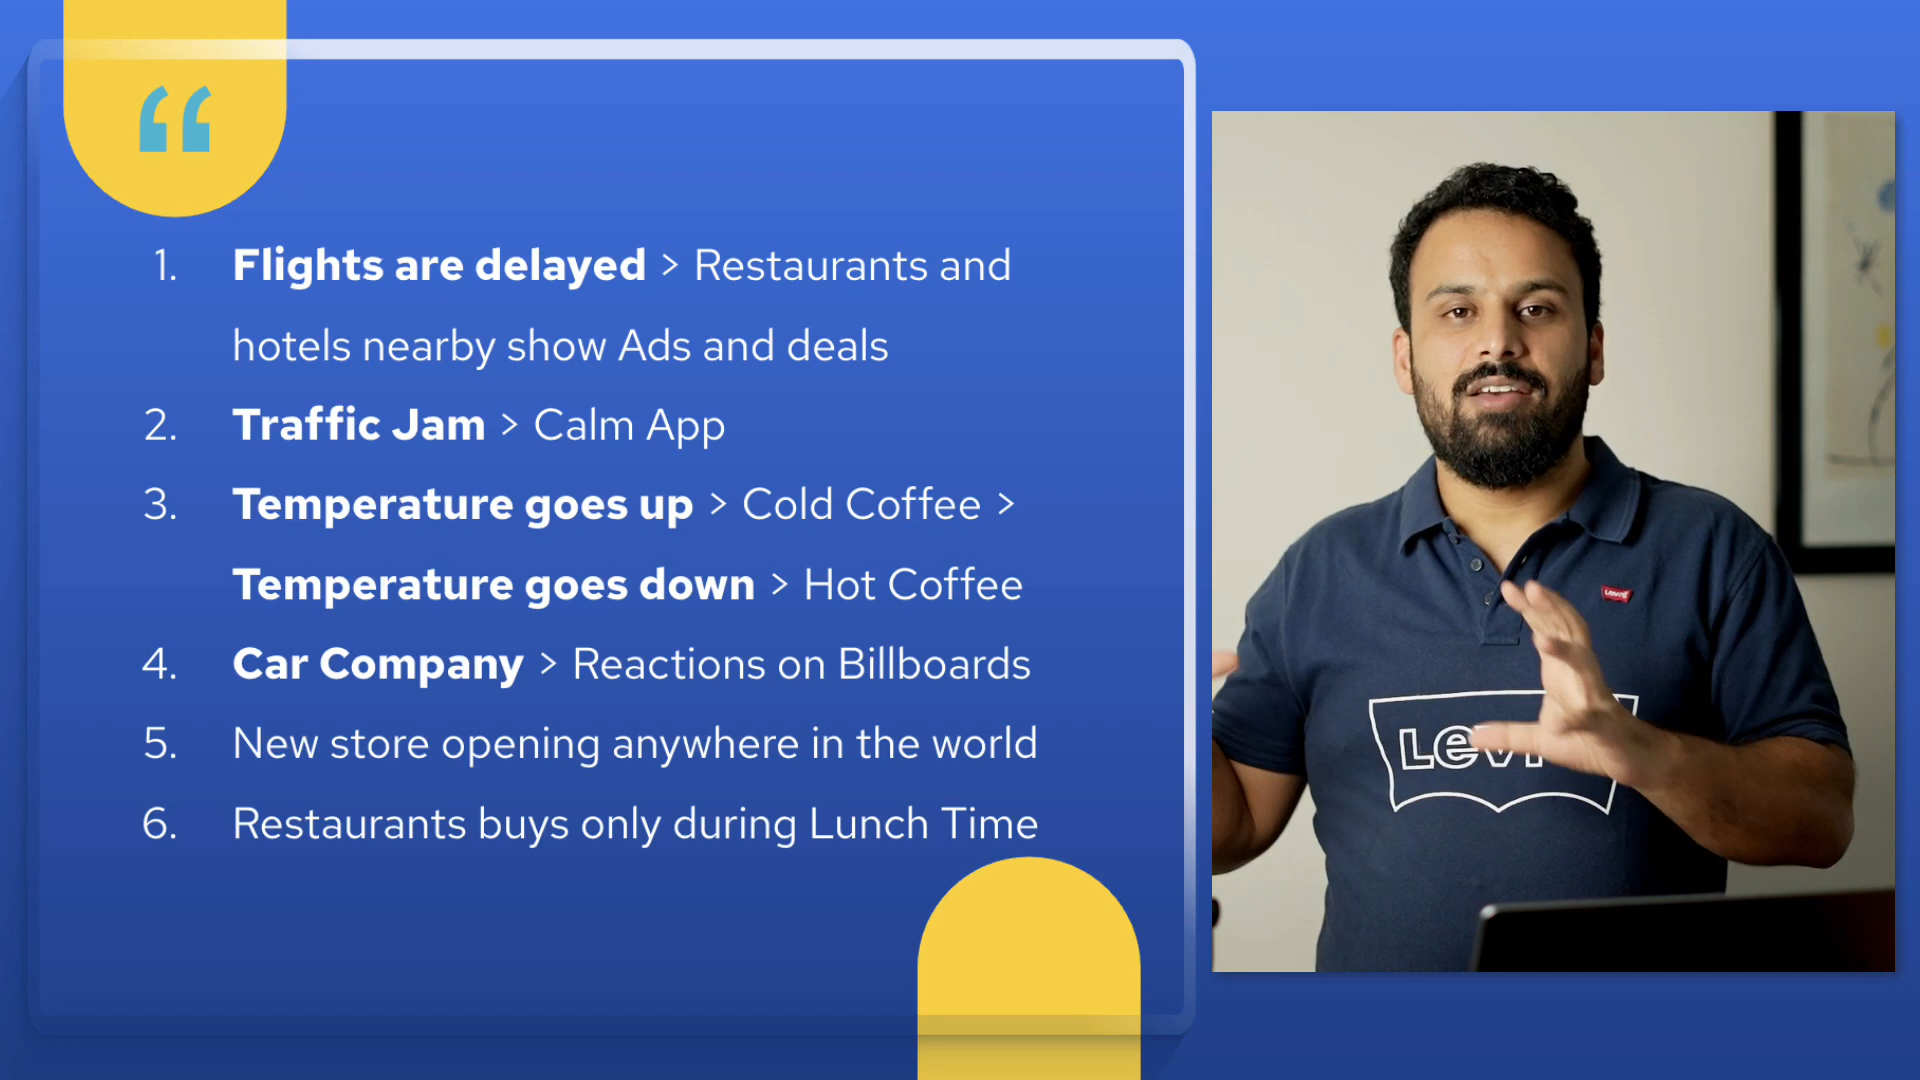 “
1. Flights are delayed > Restaurants and
hotels nearby show Ads and deals
2. Traffic Jam > Calm App
3. Temperature goes up > Cold Coffee >
Temperature goes down > Hot Coffee
4. Car Company > Reactions on Billboards
5. New store opening anywhere in the world
6. Restaurants buys only during Lunch Time
Levi's
Levi